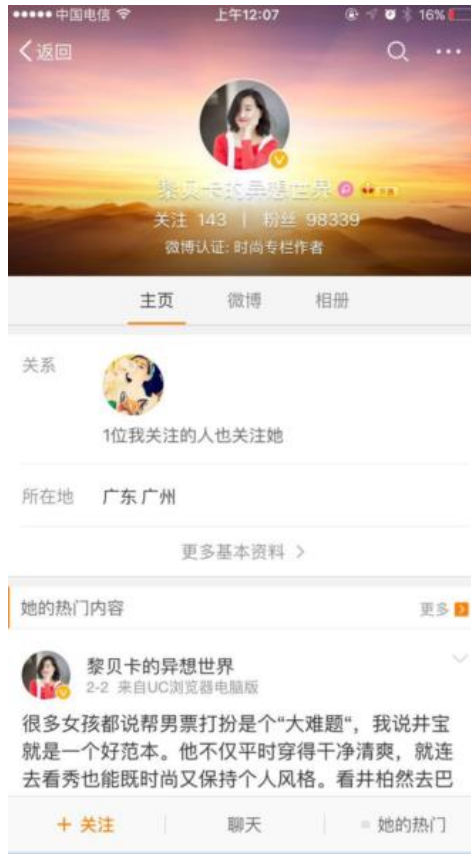 中国电信 上午12:07 16%
返回
黎贝卡的异想世界
关注 143 | 粉丝 98339
微博认证: 时尚专栏作者
主页 微博 相册
关系
1位我关注的人也关注她
所在地 广东 广州
更多基本资料 >
她的热门内容 更多
黎贝卡的异想世界
2-2 来自UC浏览器电脑版
很多女孩都说帮男票打扮是个“大难题“，我说井宝
就是一个好范本。他不仅平时穿得干净清爽，就连
去看秀也能既时尚又保持个人风格。看井柏然去巴
+ 关注 聊天 她的热门